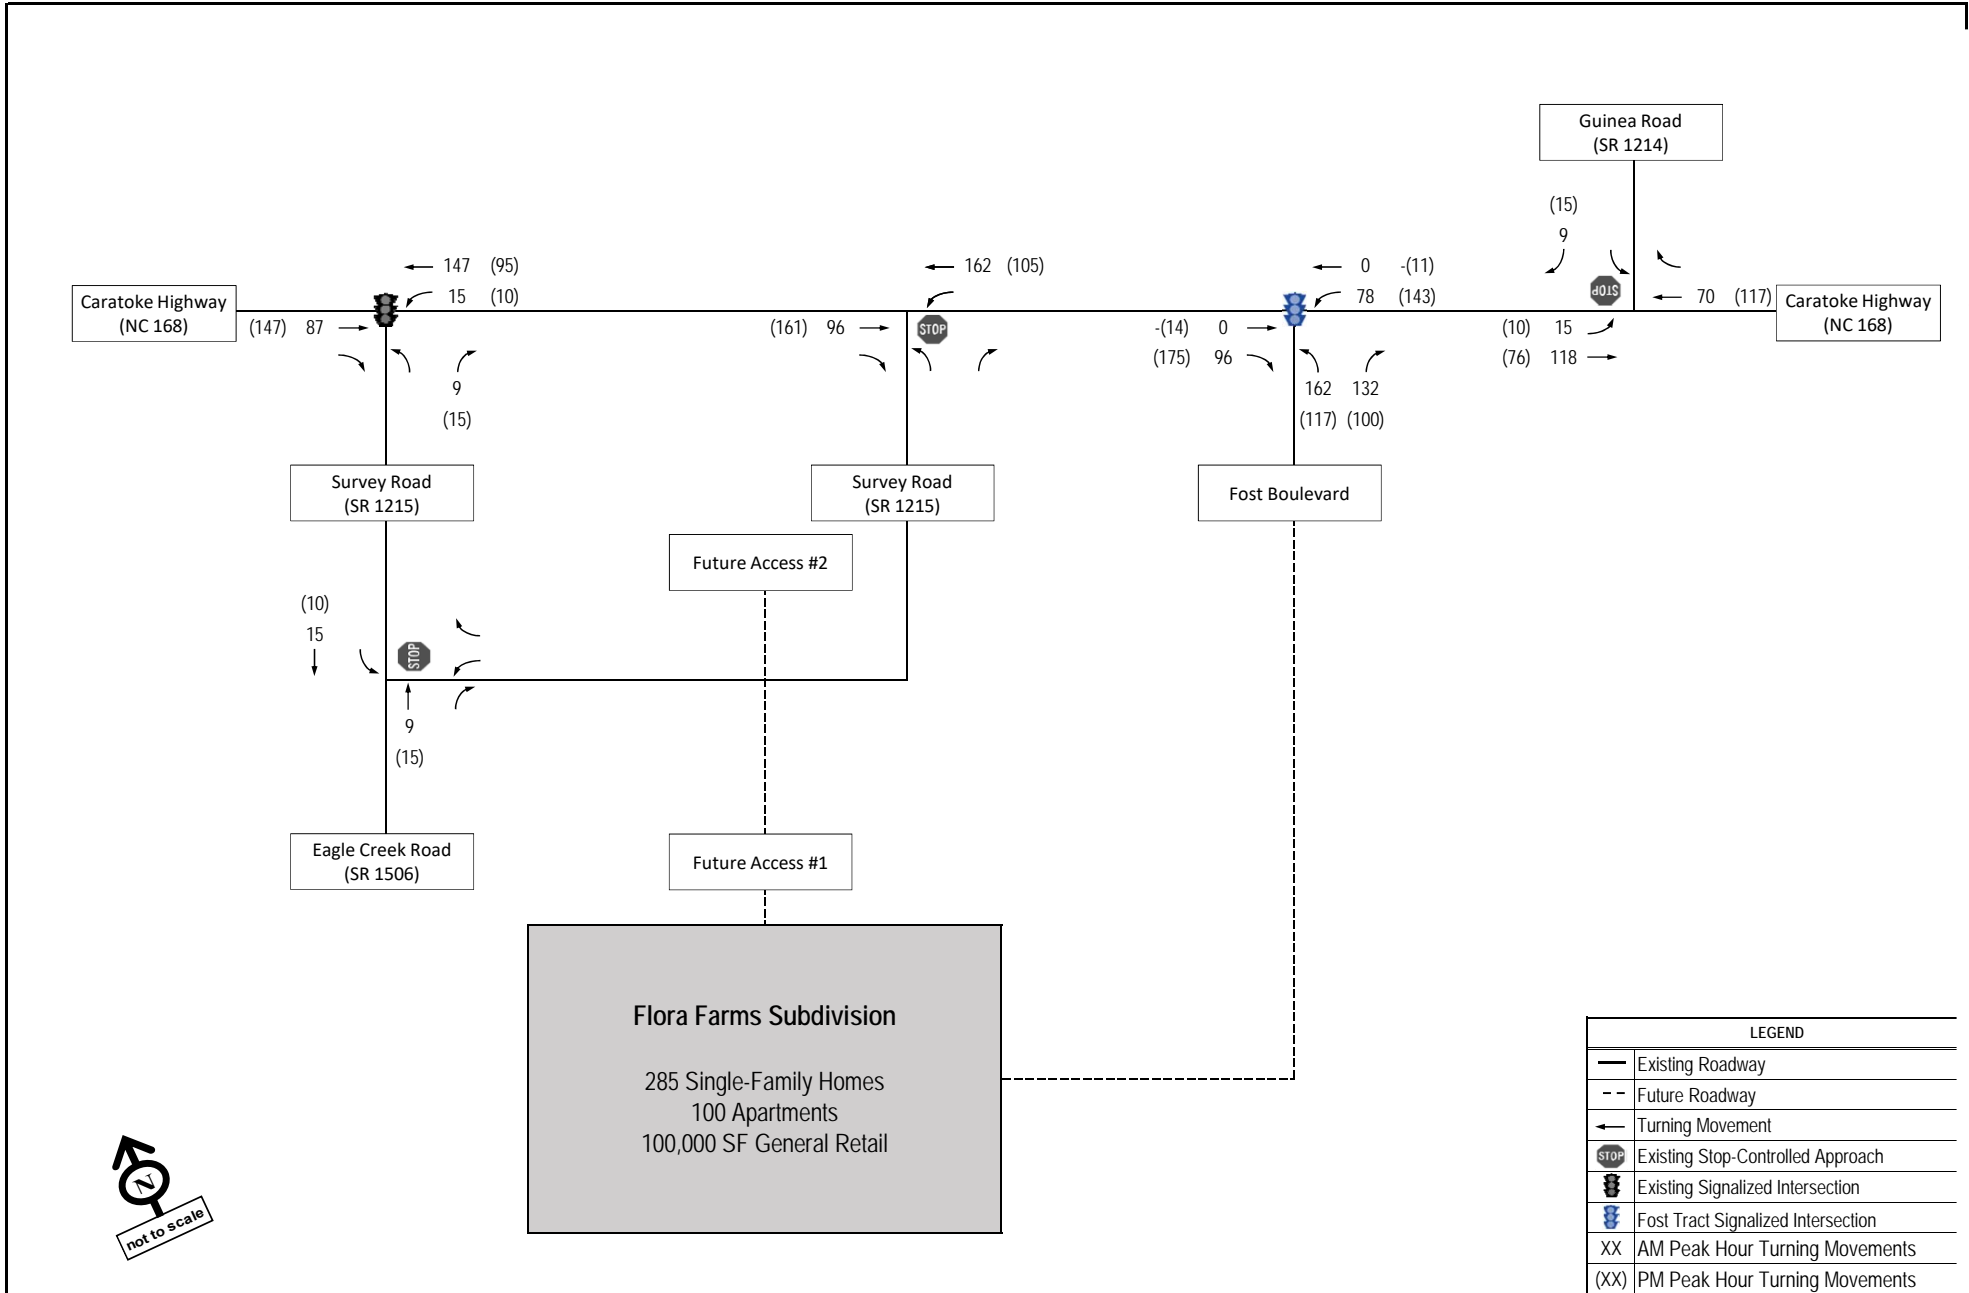 Guinea Road
(SR 1214)
(15)
9
147 (95)
15 (10)
162 (105)
0 -(11)
78 (143)
STOP
70 (117)
Caratoke Highway
(NC 168)
(147) 87
(161) 96
STOP
-(14) 0
(175) 96
(10) 15
(76) 118
Caratoke Highway
(NC 168)
9
(15)
162 132
(117) (100)
Survey Road
(SR 1215)
Survey Road
(SR 1215)
Fost Boulevard
Future Access #2
(10)
15
STOP
9
(15)
Eagle Creek Road
(SR 1506)
Future Access #1
Flora Farms Subdivision
285 Single-Family Homes
100 Apartments
100,000 SF General Retail
N
not to scale
LEGEND
Existing Roadway
Future Roadway
Turning Movement
STOP Existing Stop-Controlled Approach
Existing Signalized Intersection
Fost Tract Signalized Intersection
XX AM Peak Hour Turning Movements
(XX) PM Peak Hour Turning Movements